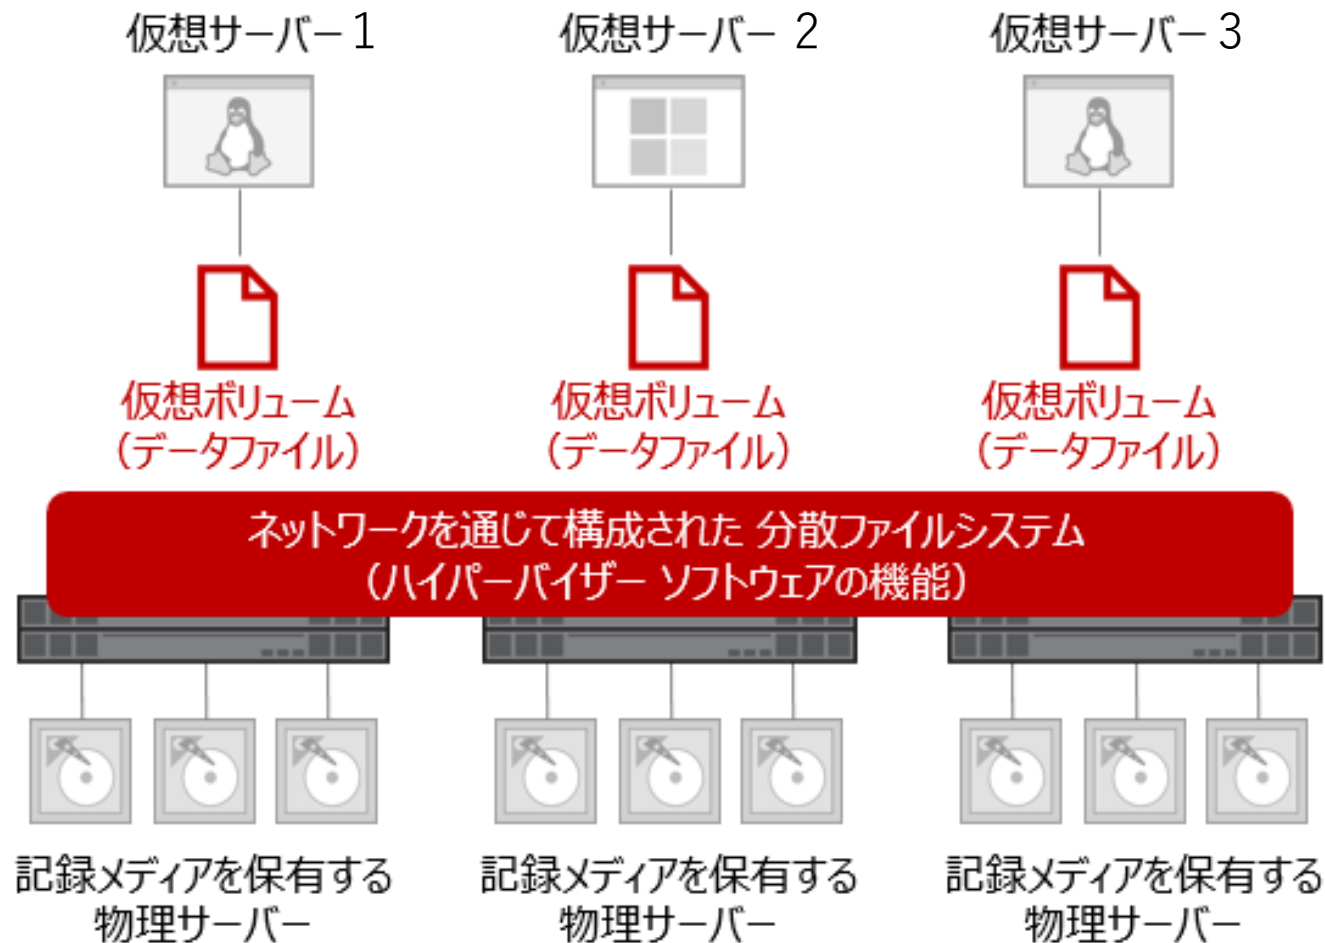 仮想サーバー 1
仮想サーバー 2
仮想サーバー 3
仮想ボリューム
（データファイル）
仮想ボリューム
（データファイル）
仮想ボリューム
（データファイル）
ネットワークを通じて構成された 分散ファイルシステム
（ハイパーバイザー ソフトウェアの機能）
記録メディアを保有する
物理サーバー
記録メディアを保有する
物理サーバー
記録メディアを保有する
物理サーバー